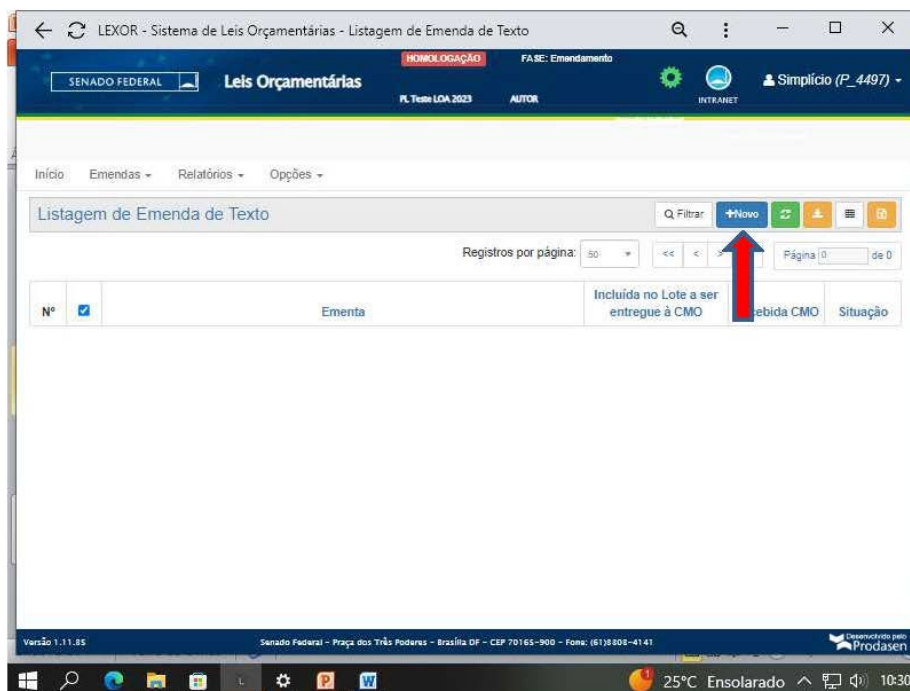 LEXOR - Sistema de Leis Orçamentárias - Listagem de Emenda de Texto
HOMOLOGAÇÃO FASE: Emendamento
SENADO FEDERAL Leis Orçamentárias INTRANET Simplício (P_4497)
PL Teste LOA 2023 AUTOR
Início Emendas Relatórios Opções
Listagem de Emenda de Texto Filtrar +Novo
Registros por página: 50 << < > Página 0 de 0
Nº Ementa Incluída no Lote a ser entregue à CMO cebida CMO Situação
Versão 1.11.85 Senado Federal - Praça dos Três Poderes - Brasília DF - CEP 70165-900 - Fone: (61)3303-4141 Desenvolvido pelo Prodasen
25°C Ensolarado 10:30